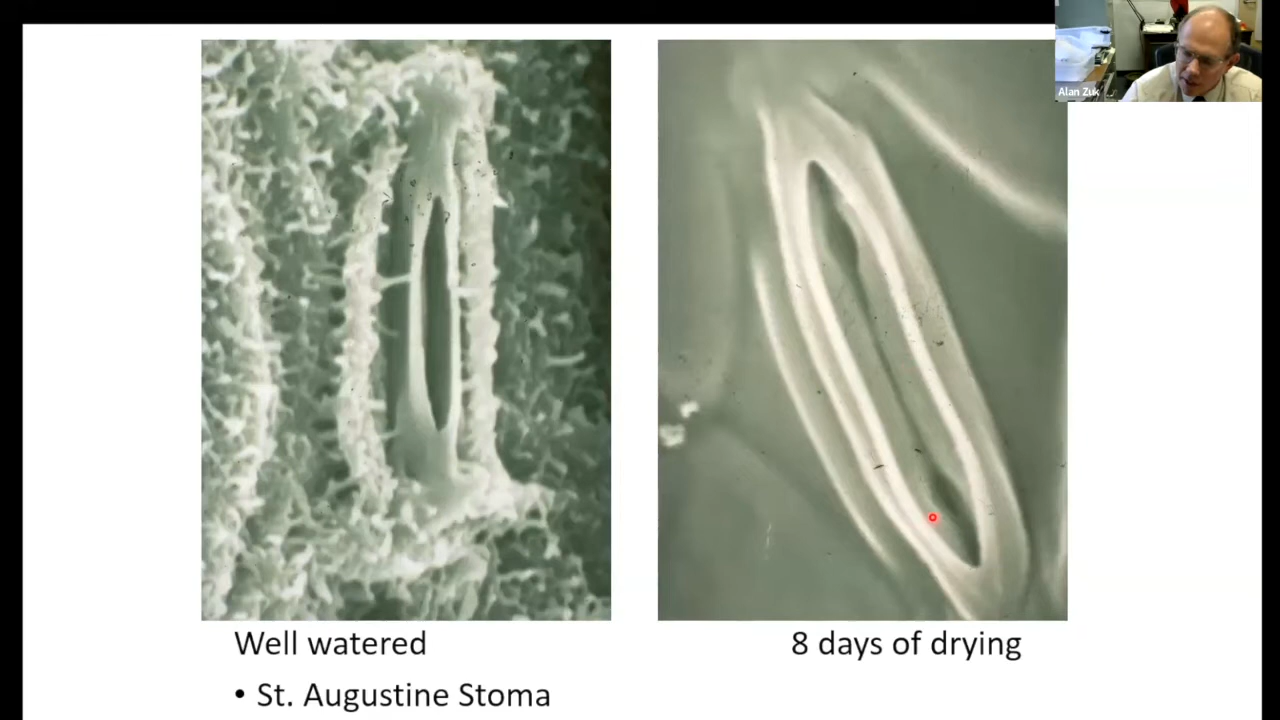 Alan Zuk
Well watered
8 days of drying
• St. Augustine Stoma